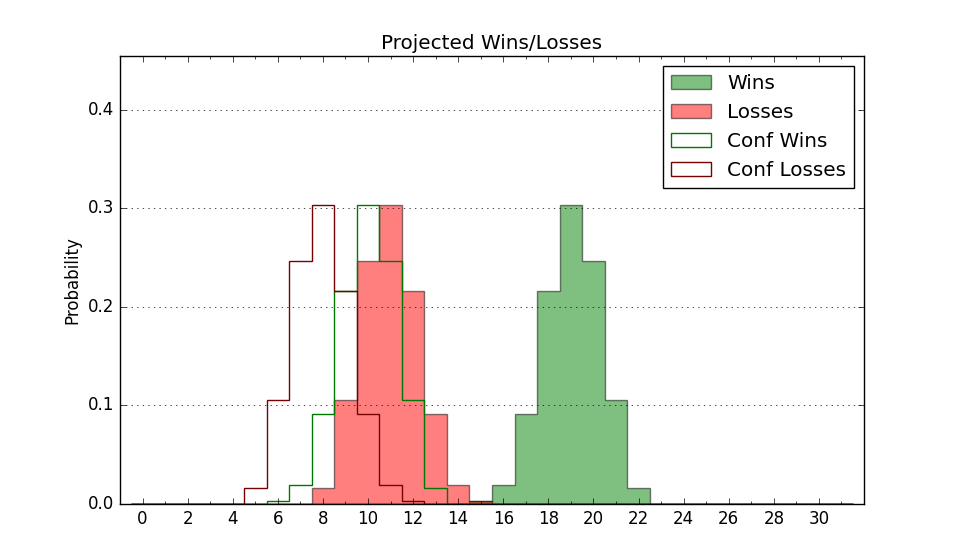 Projected Wins/Losses
Wins
Losses
Conf Wins
Conf Losses
Probability
0.4
0.3
0.2
0.1
0.0
0 2 4 6 8 10 12 14 16 18 20 22 24 26 28 30